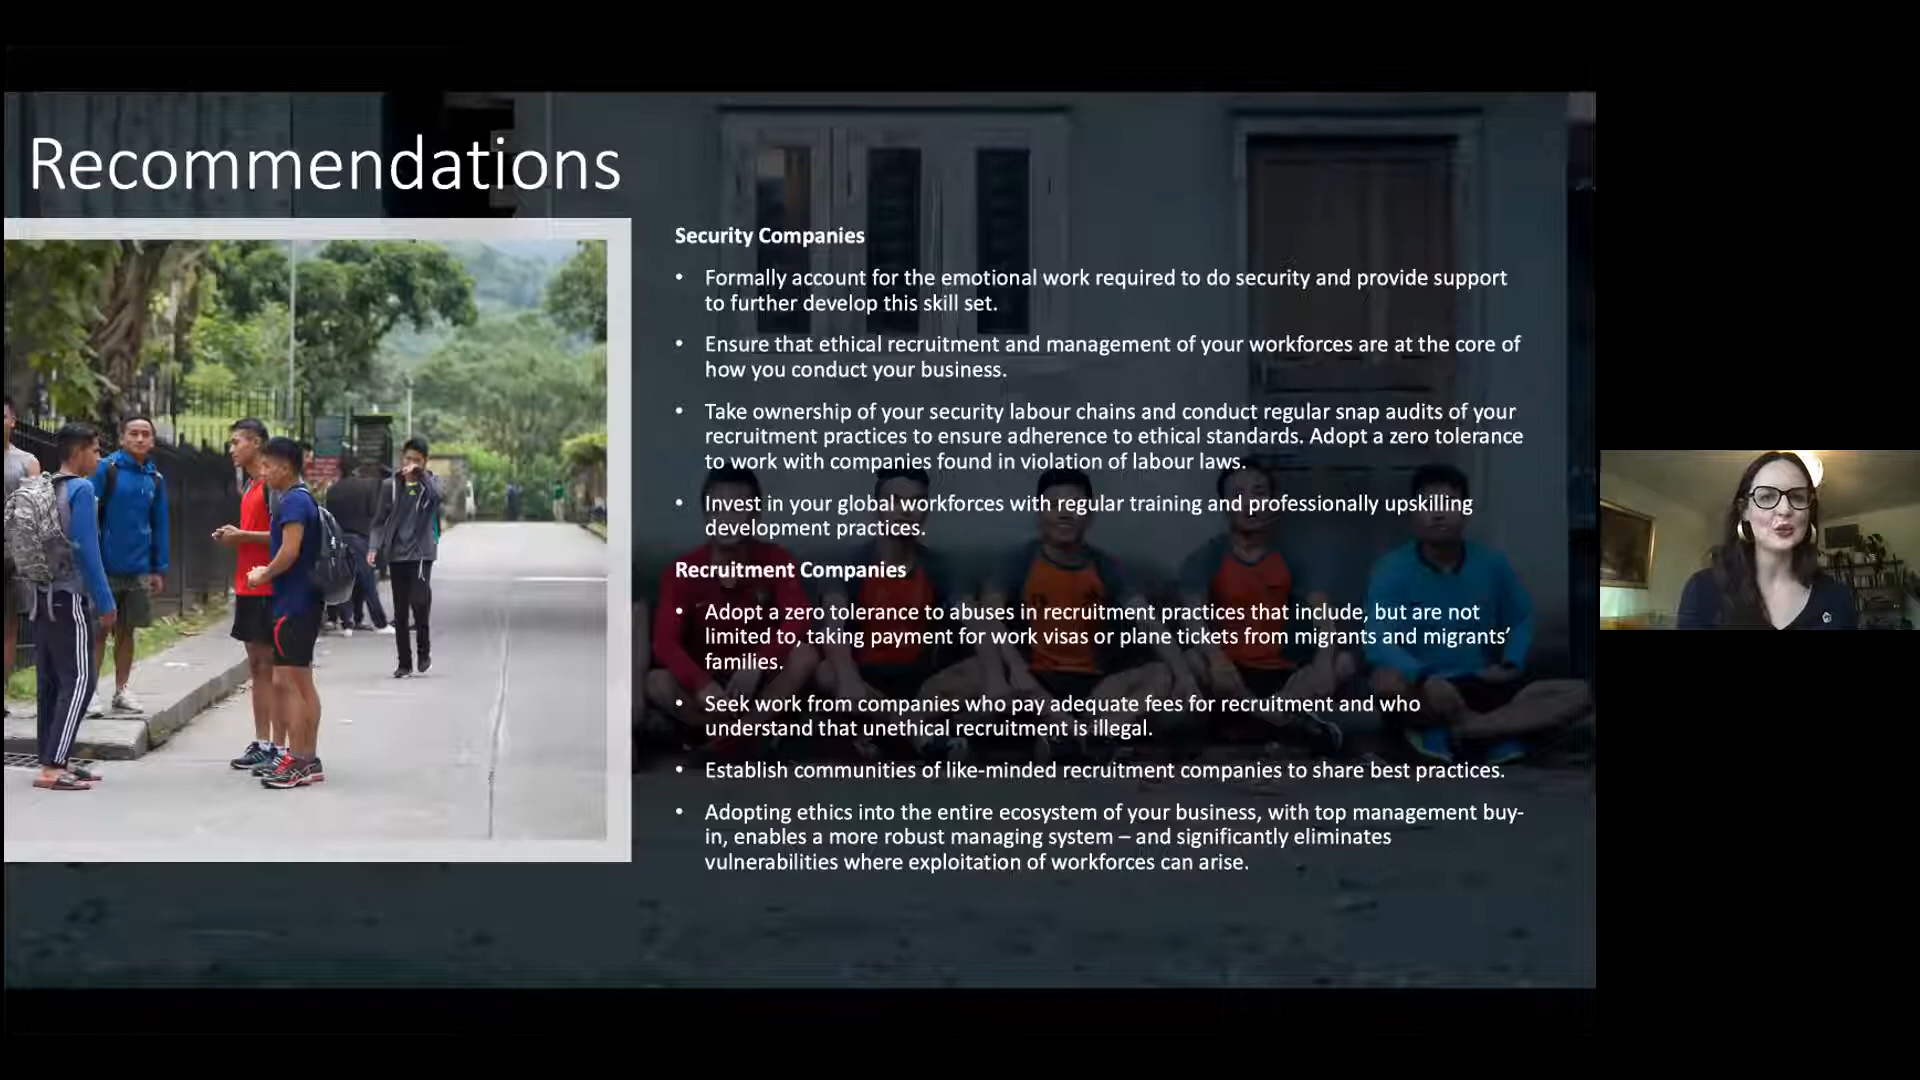 Recommendations
Security Companies
• Formally account for the emotional work required to do security and provide support
to further develop this skill set.
• Ensure that ethical recruitment and management of your workforces are at the core of
how you conduct your business.
• Take ownership of your security labour chains and conduct regular snap audits of your
recruitment practices to ensure adherence to ethical standards. Adopt a zero tolerance
to work with companies found in violation of labour laws.
• Invest in your global workforces with regular training and professionally upskilling
development practices.
Recruitment Companies
• Adopt a zero tolerance to abuses in recruitment practices that include, but are not
limited to, taking payment for work visas or plane tickets from migrants and migrants’
families.
• Seek work from companies who pay adequate fees for recruitment and who
understand that unethical recruitment is illegal.
• Establish communities of like-minded recruitment companies to share best practices.
• Adopting ethics into the entire ecosystem of your business, with top management buy-
in, enables a more robust managing system – and significantly eliminates
vulnerabilities where exploitation of workforces can arise.